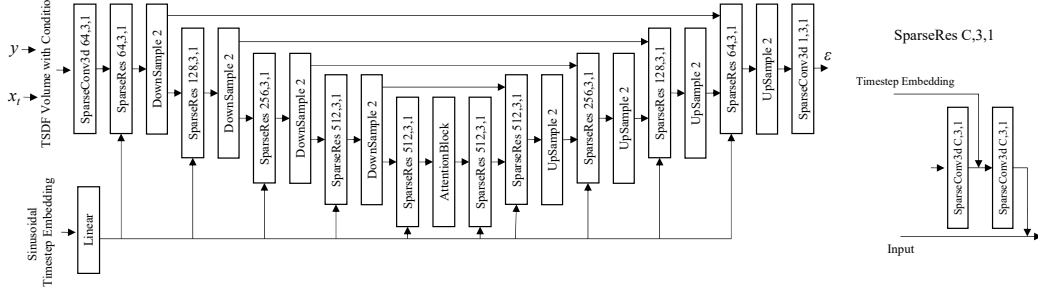 y
x_t
TSDF Volume with Condition
SparseConv3d 64,3,1
SparseRes 64,3,1
DownSample 2
SparseRes 128,3,1
DownSample 2
SparseRes 256,3,1
DownSample 2
SparseRes 512,3,1
DownSample 2
SparseRes 512,3,1
AttentionBlock
SparseRes 512,3,1
SparseRes 512,3,1
UpSample 2
SparseRes 256,3,1
UpSample 2
SparseRes 128,3,1
UpSample 2
SparseRes 64,3,1
UpSample 2
SparseConv3d 1,3,1
ε
Sinusoidal
Timestep Embedding
Linear
SparseRes C,3,1
Timestep Embedding
SparseConv3d C,3,1
SparseConv3d C,3,1
Input